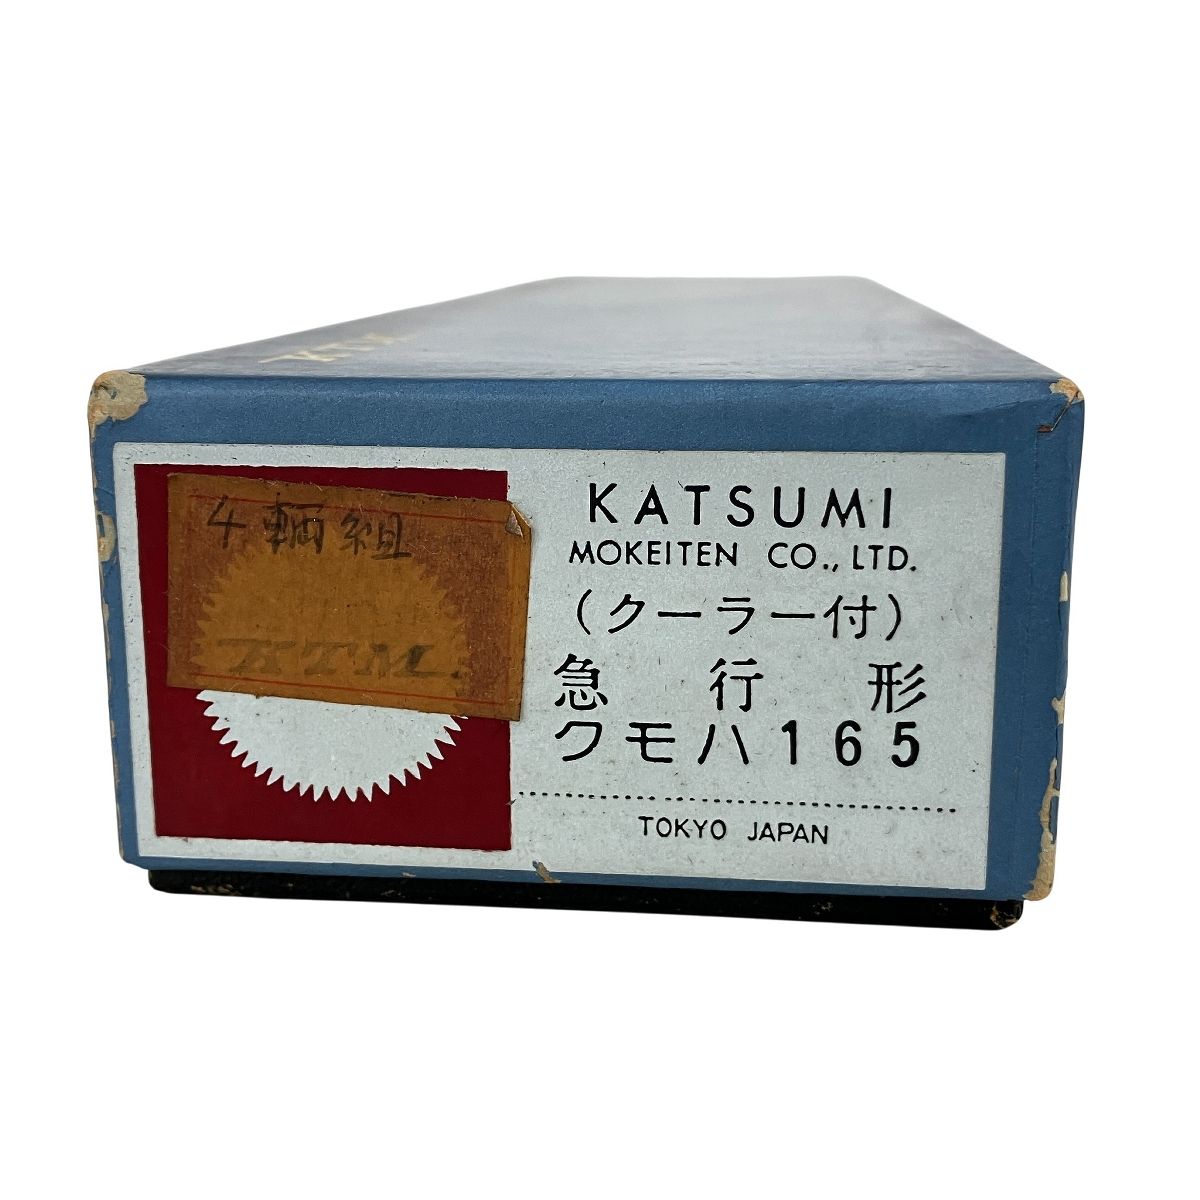 KTM
4輌組
KTM.
KATSUMI
MOKEITEN CO., LTD.
(クーラー付)
急行形
クモハ165
TOKYO JAPAN